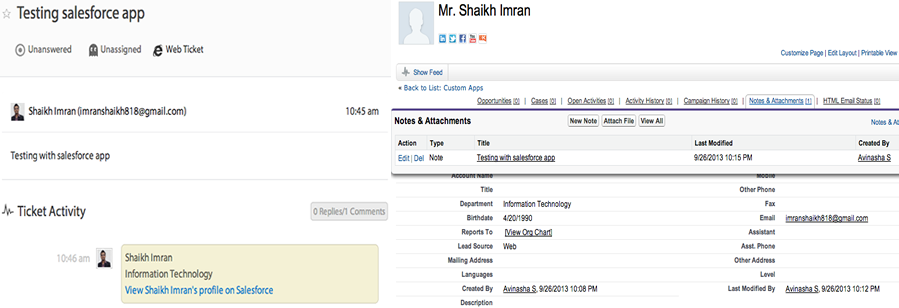 Testing salesforce app
Unanswered Unassigned Web Ticket
Shaikh Imran (imranshaikh818@gmail.com) 10:45 am
Testing with salesforce app
Ticket Activity 0 Replies/1 Comments
10:46 am Shaikh Imran
Information Technology
View Shaikh Imran's profile on Salesforce
Mr. Shaikh Imran
Customize Page | Edit Layout | Printable View
Show Feed
« Back to List: Custom Apps
Opportunities [0] | Cases [0] | Open Activities [0] | Activity History [0] | Campaign History [0] | Notes & Attachments [1] | HTML Email Status [0]
Notes & Attachments New Note Attach File View All Notes & A
Action Type Title Last Modified Created By
Edit | Del Note Testing with salesforce app 9/26/2013 10:15 PM Avinasha S
Account Name Mobile
Title Other Phone
Department Information Technology Fax
Birthdate 4/20/1990 Email imranshaikh818@gmail.com
Reports To [View Org Chart] Assistant
Lead Source Web Asst. Phone
Mailing Address Other Address
Languages Level
Created By Avinasha S, 9/26/2013 10:08 PM Last Modified By Avinasha S, 9/26/2013 10:12 PM
Description